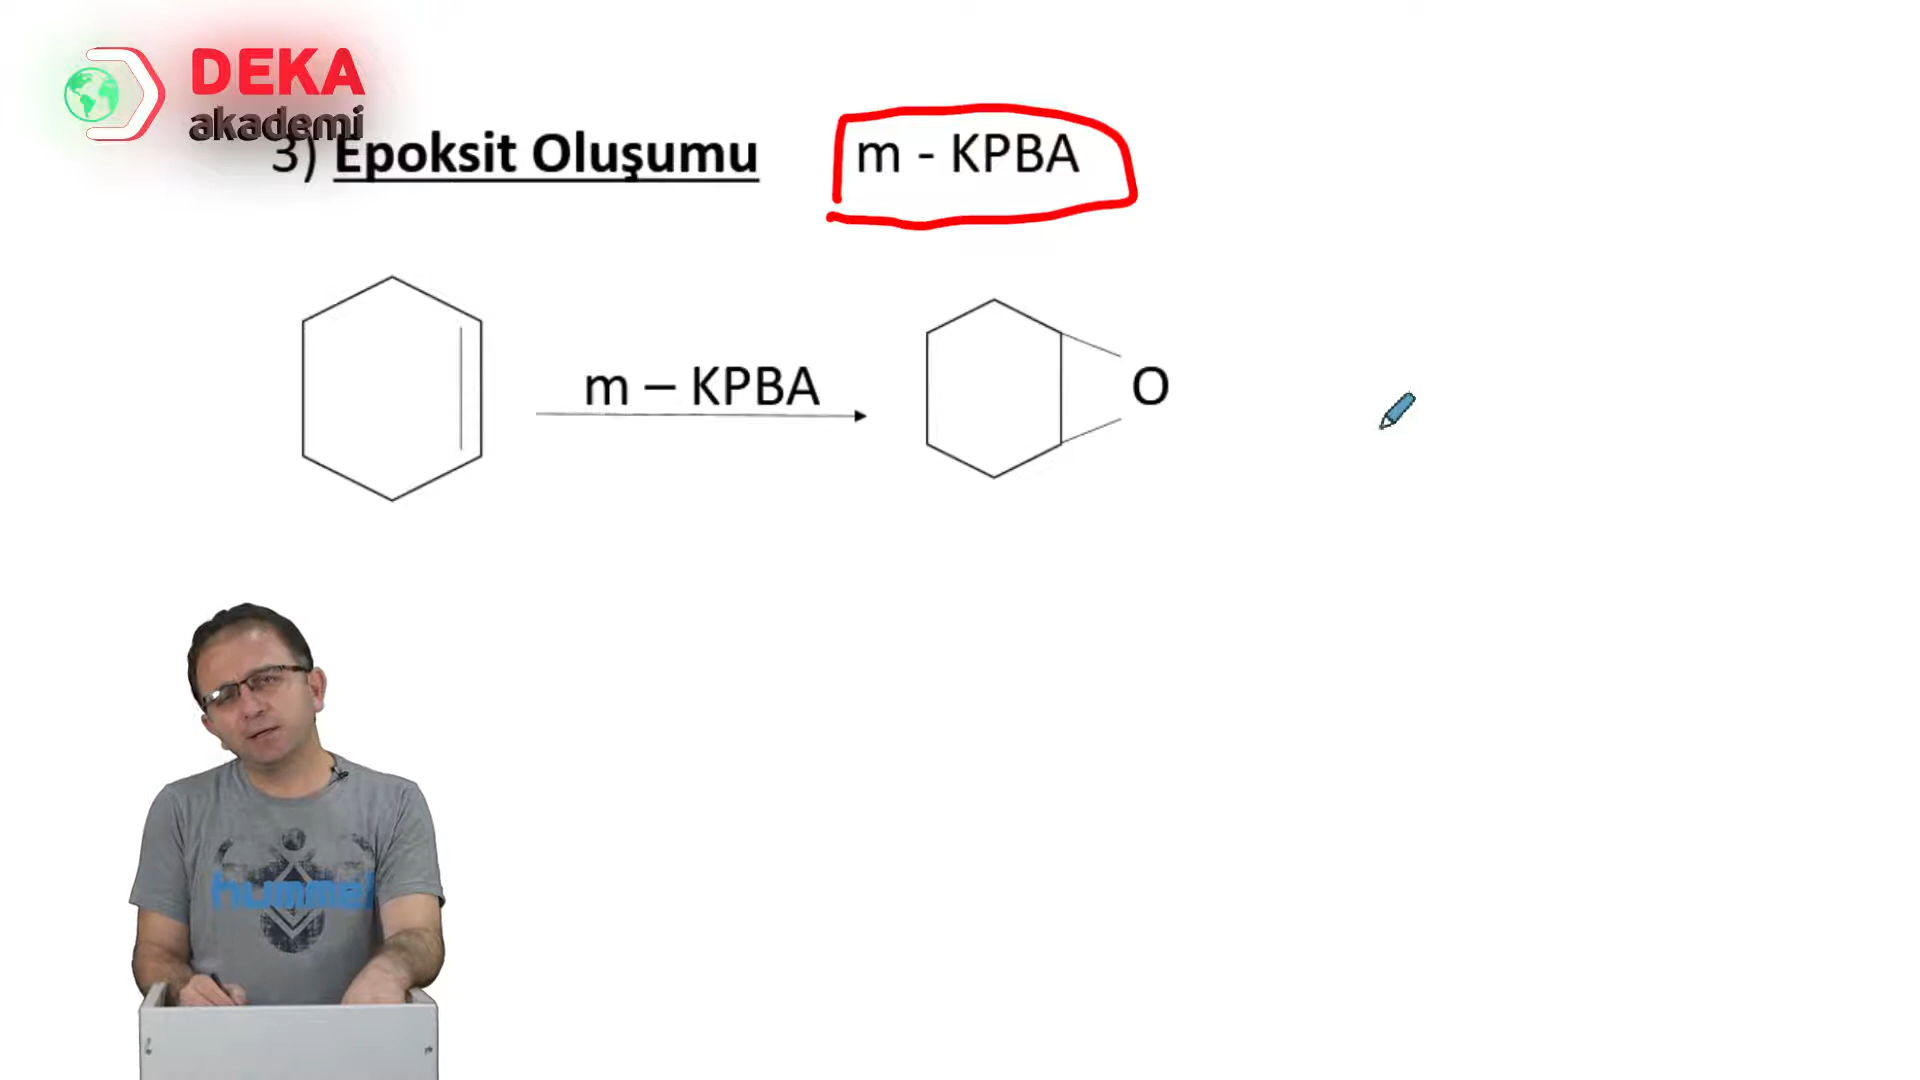 DEKA
akademi
3) Epoksit Oluşumu m - KPBA
m – KPBA
O
hummel